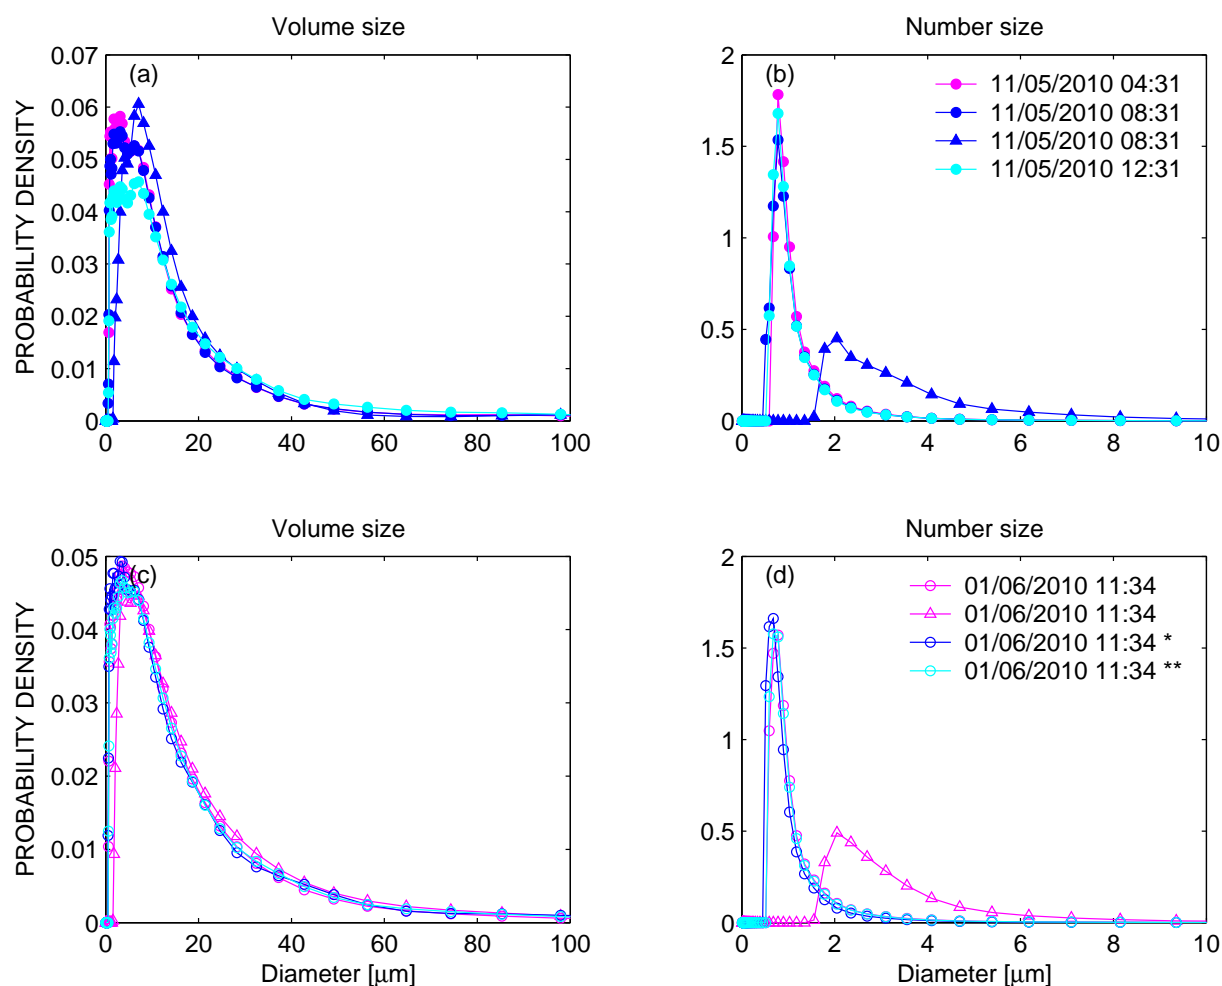 Volume size
Number size
0.07
0.06
0.05
0.04
0.03
0.02
0.01
0
PROBABILITY DENSITY
(a)
0 20 40 60 80 100
2
1.5
1
0.5
0
(b)
11/05/2010 04:31
11/05/2010 08:31
11/05/2010 08:31
11/05/2010 12:31
0 2 4 6 8 10
Volume size
Number size
0.05
0.04
0.03
0.02
0.01
0
PROBABILITY DENSITY
(c)
0 20 40 60 80 100
Diameter [μm]
2
1.5
1
0.5
0
(d)
01/06/2010 11:34
01/06/2010 11:34
01/06/2010 11:34 *
01/06/2010 11:34 **
0 2 4 6 8 10
Diameter [μm]